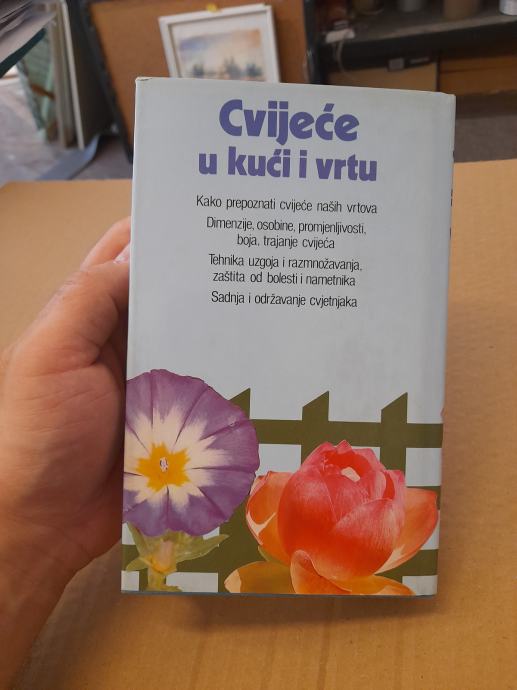 Cvijeće
u kući i vrtu
Kako prepoznati cvijeće naših vrtova
Dimenzije, osobine, promjenljivosti,
boja, trajanje cvijeća
Tehnika uzgoja i razmnožavanja,
zaštita od bolesti i nametnika
Sadnja i održavanje cvjetnjaka